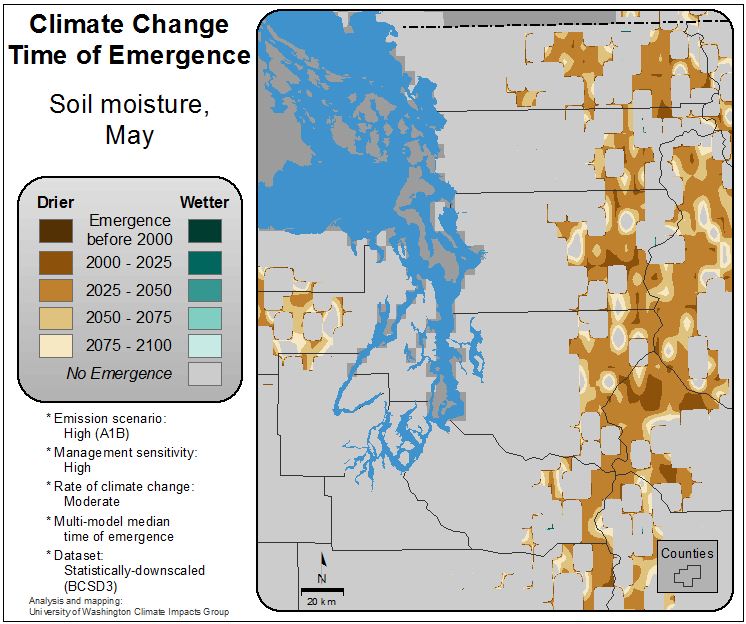 Climate Change
Time of Emergence
Soil moisture,
May
Drier Wetter
Emergence
before 2000
2000 - 2025
2025 - 2050
2050 - 2075
2075 - 2100
No Emergence
* Emission scenario:
High (A1B)
* Management sensitivity:
High
* Rate of climate change:
Moderate
* Multi-model median
time of emergence
* Dataset:
Statistically-downscaled
(BCSD3)
Analysis and mapping:
University of Washington Climate Impacts Group
N
20 km
Counties